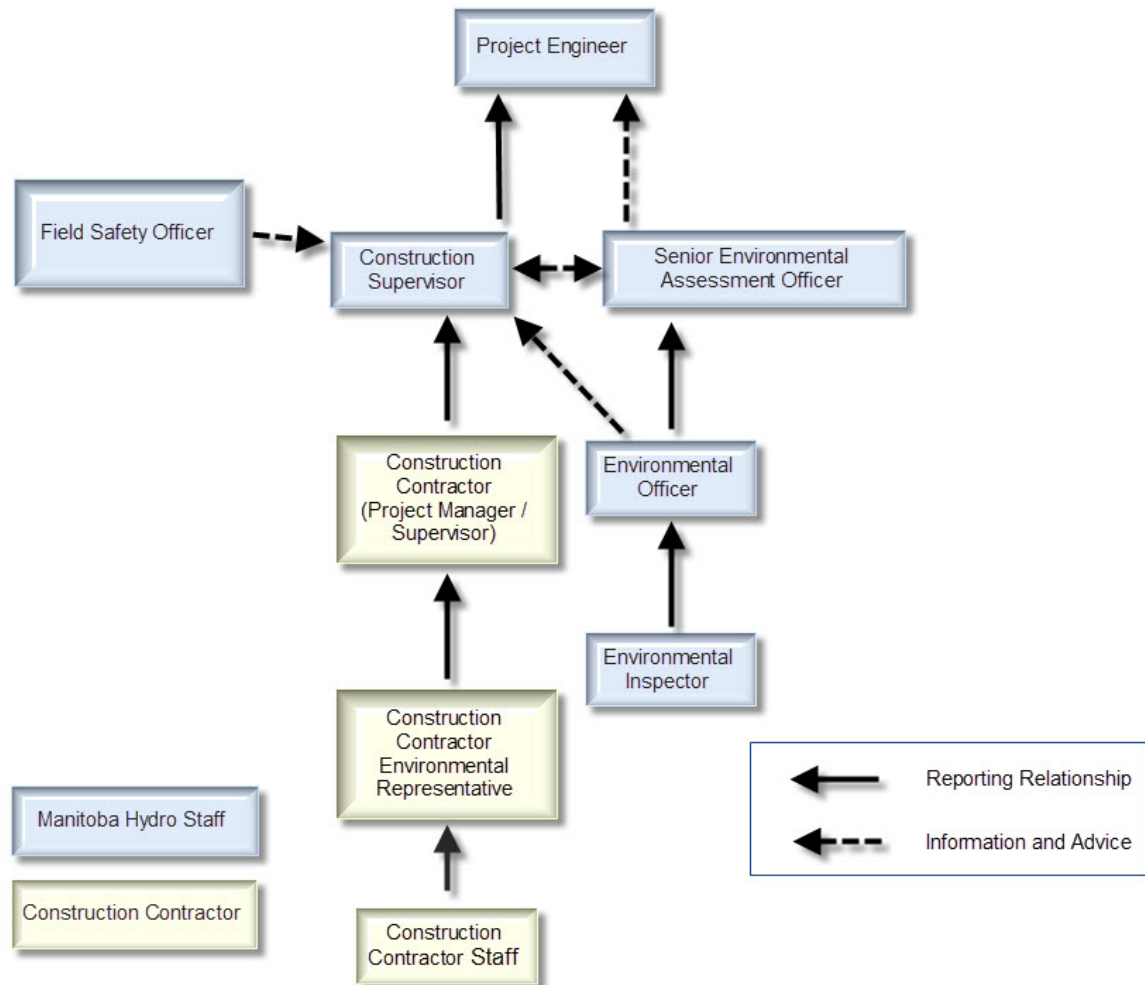 Project Engineer
Field Safety Officer
Construction
Supervisor
Senior Environmental
Assessment Officer
Construction
Contractor
(Project Manager /
Supervisor)
Environmental
Officer
Environmental
Inspector
Construction
Contractor
Environmental
Representative
Construction
Contractor Staff
Manitoba Hydro Staff
Construction Contractor
Reporting Relationship
Information and Advice